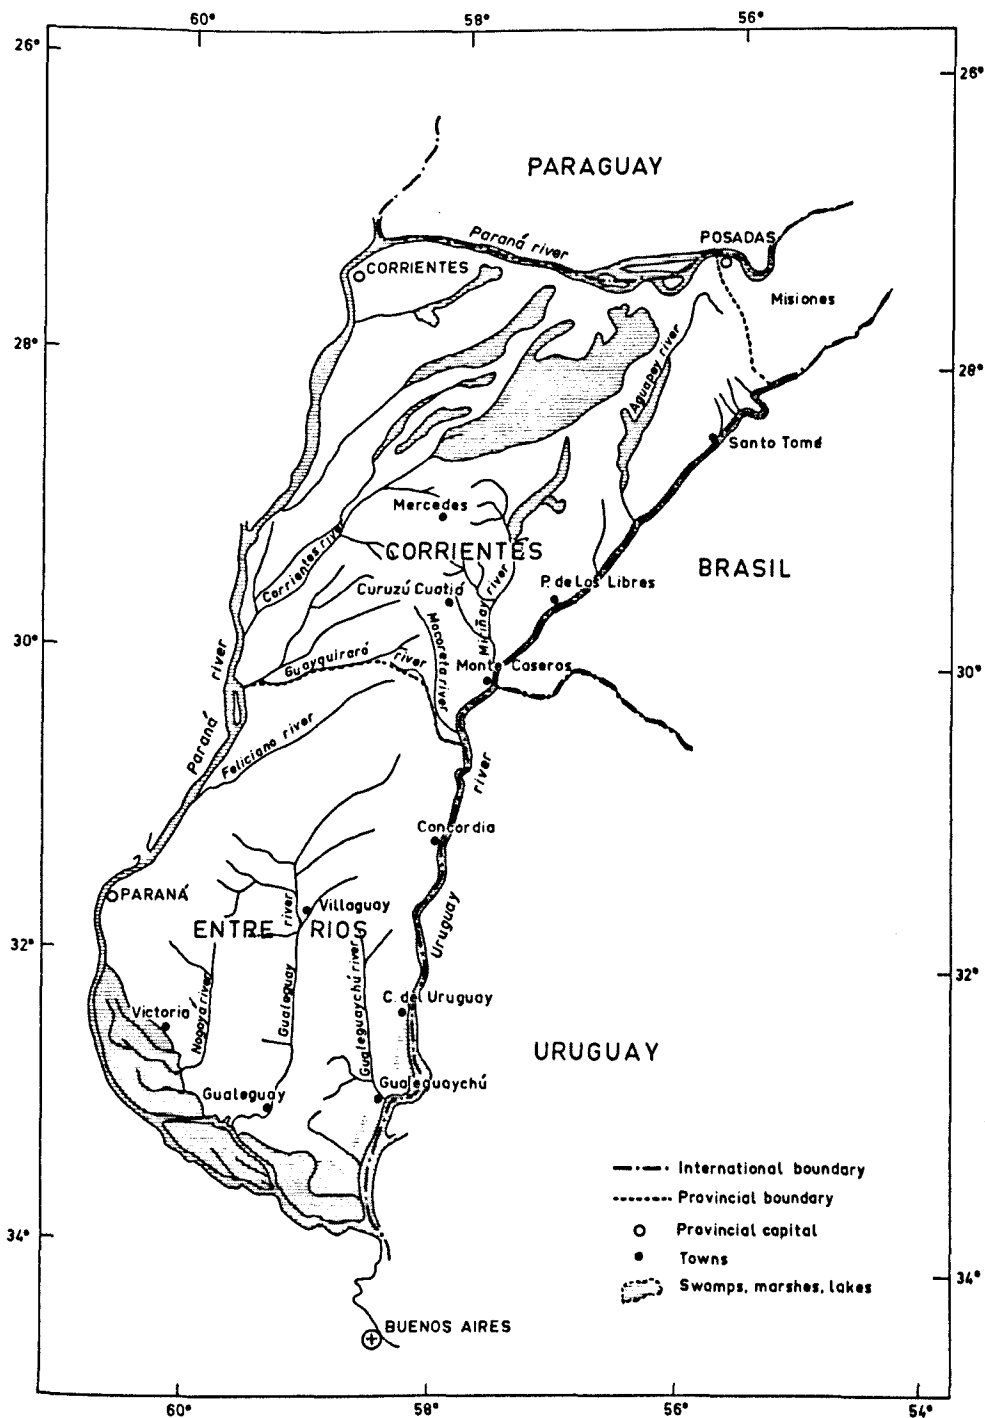 60° 58° 56°
26° 26°
PARAGUAY
Paraná river
POSADAS
CORRIENTES
Misiones
28° 28°
Aguapey river
Santo Tomé
Mercedes
CORRIENTES
BRASIL
Corrientes river
P. de Los Libres
Curuzú Cuatiá
Miriñay river
Mocoreta river
30° 30°
Guayquiraró river
Monte Caseros
Paraná river
Feliciano river
Uruguay river
Concordia
PARANÁ
Villaguay
ENTRE RIOS
32° 32°
Nogoya river
Gualeguay river
Gualeguaychú river
C. del Uruguay
Victoria
URUGUAY
Gualeguay
Gualeguaychú
International boundary
Provincial boundary
Provincial capital
Towns
Swamps, marshes, lakes
34° 34°
BUENOS AIRES
60° 58° 56° 54°